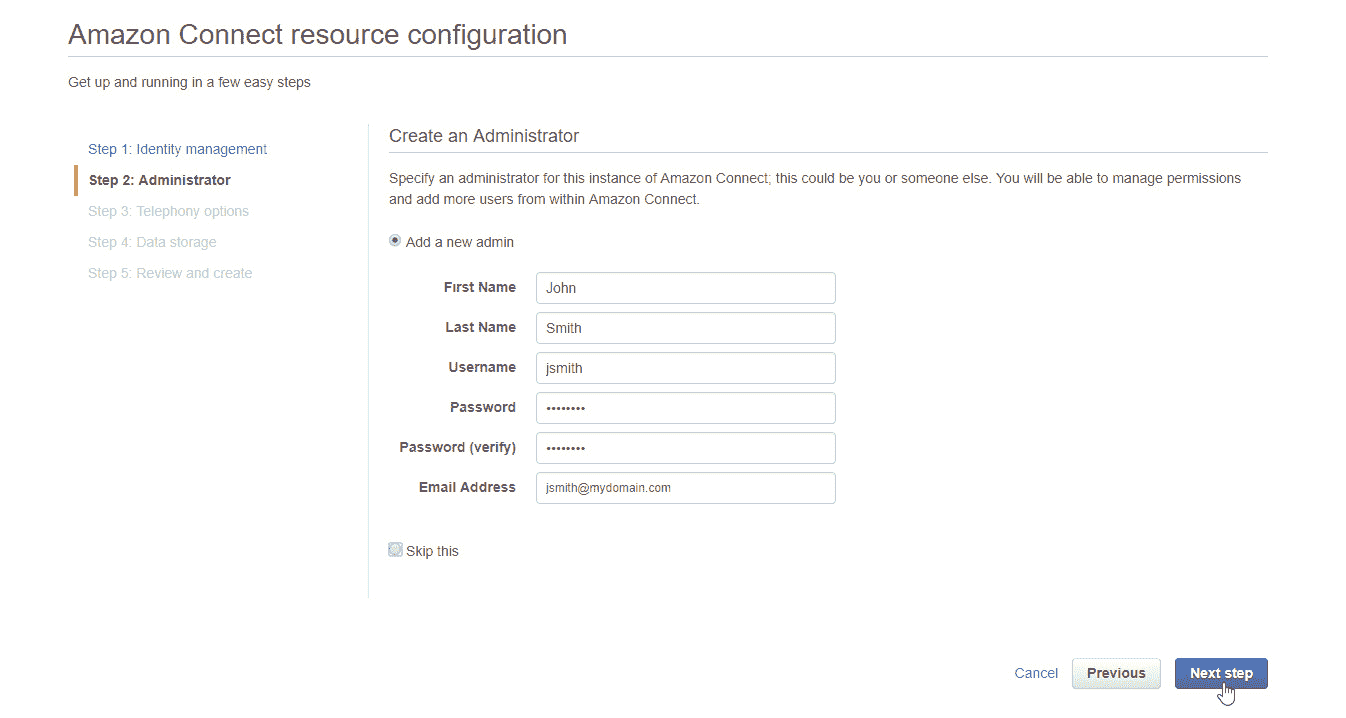 Amazon Connect resource configuration
Get up and running in a few easy steps
Step 1: Identity management
Step 2: Administrator
Step 3: Telephony options
Step 4: Data storage
Step 5: Review and create
Create an Administrator
Specify an administrator for this instance of Amazon Connect; this could be you or someone else. You will be able to manage permissions
and add more users from within Amazon Connect.
Add a new admin
First Name John
Last Name Smith
Username jsmith
Password ••••••••
Password (verify) ••••••••
Email Address jsmith@mydomain.com
Skip this
Cancel Previous Next step